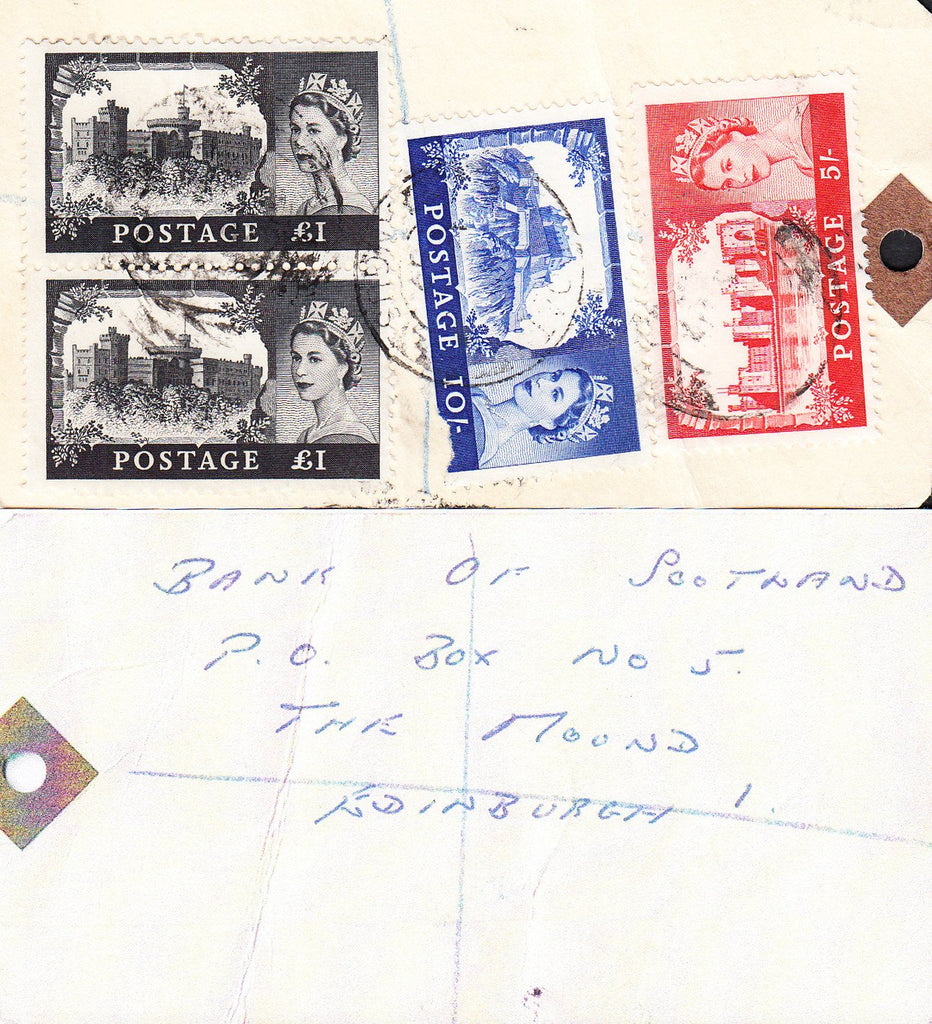 POSTAGE £1
POSTAGE £1
POSTAGE 10/-
POSTAGE 5/-
BANK OF SCOTLAND
P.O. BOX NO 5.
THE MOUND
EDINBURGH 1.